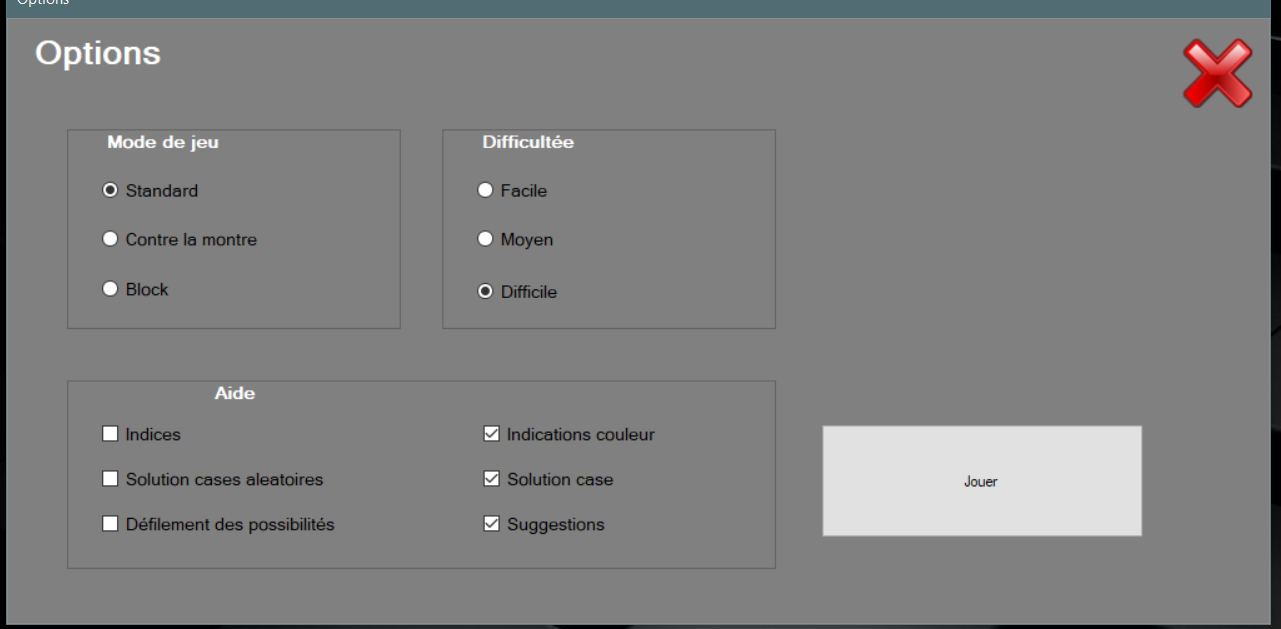 Options
Options
Mode de jeu
Standard
Contre la montre
Block
Difficultée
Facile
Moyen
Difficile
Aide
Indices
Solution cases aleatoires
Défilement des possibilités
Indications couleur
Solution case
Suggestions
Jouer